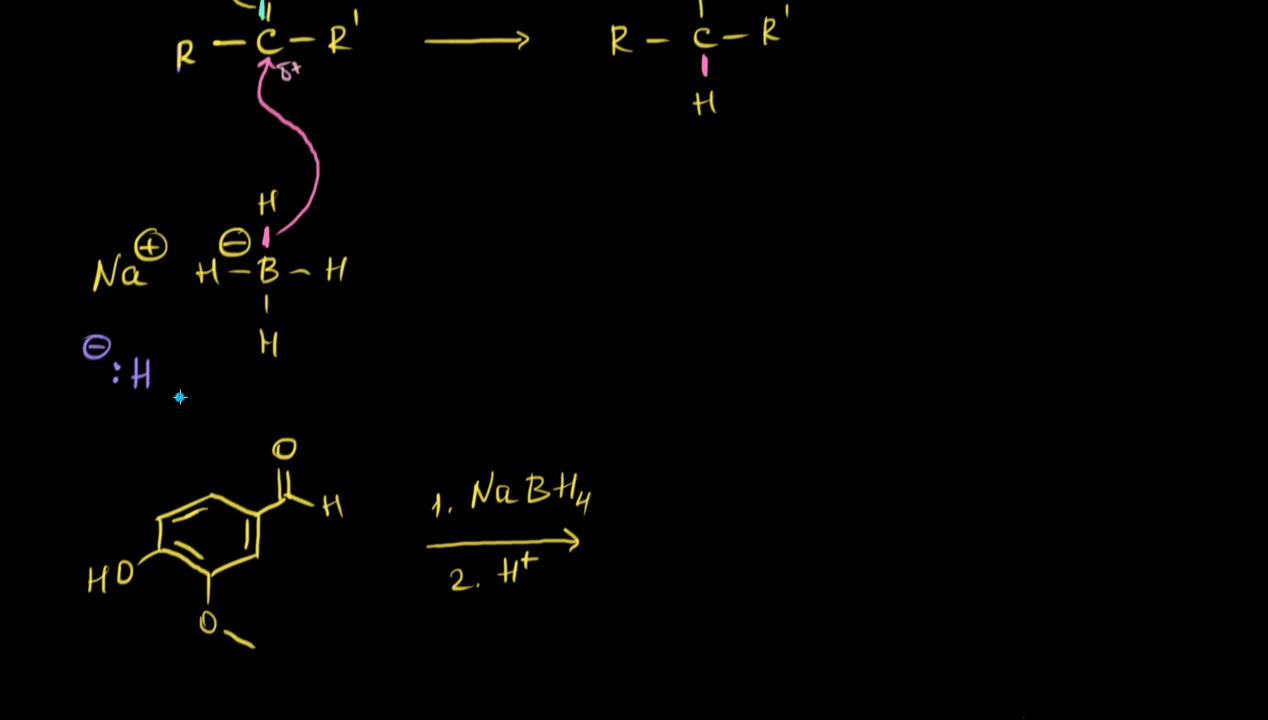 R – C – R' → R – C – R'
δ+
H
H
Na ⊕ ⊖ H – B – H
H
⊖ : H
O
H
1. NaBH4
2. H+
HO
O